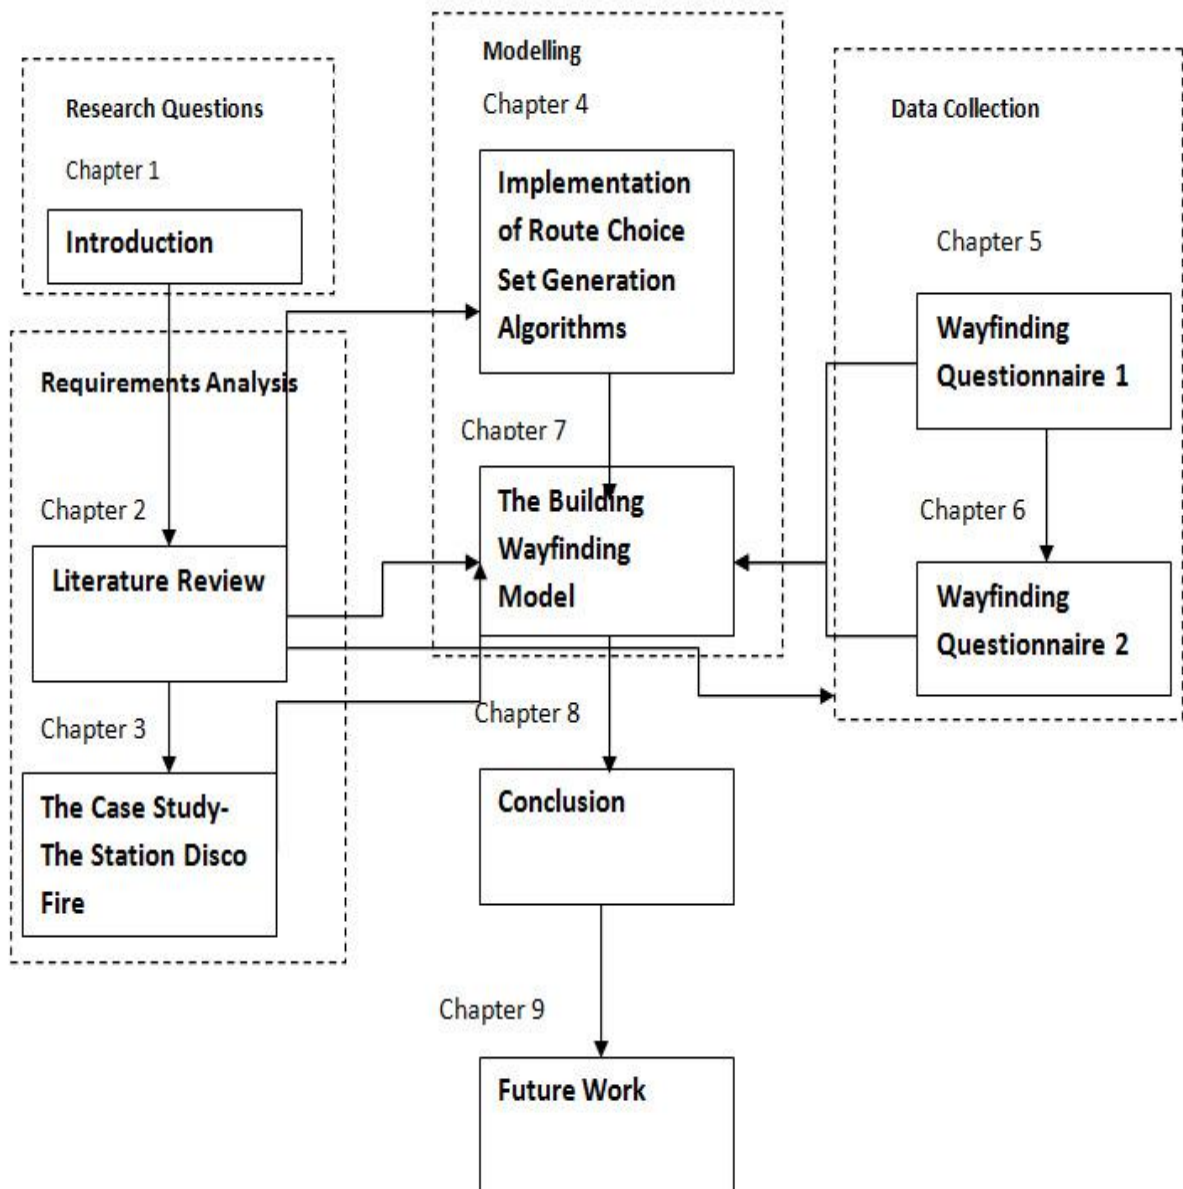 Research Questions
Chapter 1
Introduction
Requirements Analysis
Chapter 2
Literature Review
Chapter 3
The Case Study-
The Station Disco
Fire
Modelling
Chapter 4
Implementation
of Route Choice
Set Generation
Algorithms
Chapter 7
The Building
Wayfinding
Model
Chapter 8
Conclusion
Chapter 9
Future Work
Data Collection
Chapter 5
Wayfinding
Questionnaire 1
Chapter 6
Wayfinding
Questionnaire 2